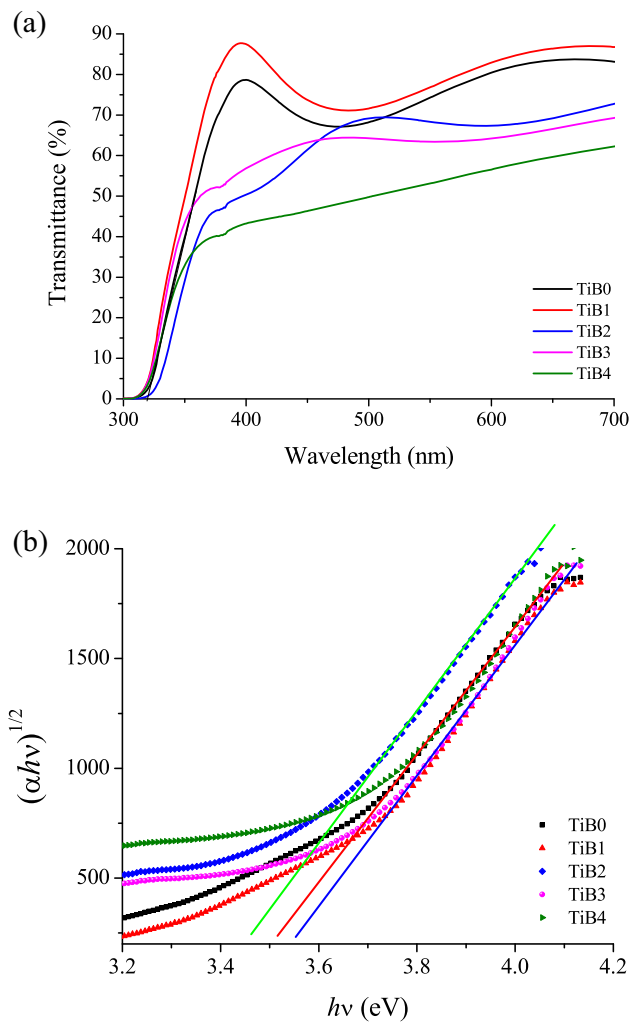 (a)
90
80
70
60
50
40
30
20
10
0
Transmittance (%)
300 400 500 600 700
Wavelength (nm)
TiB0
TiB1
TiB2
TiB3
TiB4
(b)
2000
1500
1000
500
(αhν)1/2
3.2 3.4 3.6 3.8 4.0 4.2
hν (eV)
TiB0
TiB1
TiB2
TiB3
TiB4